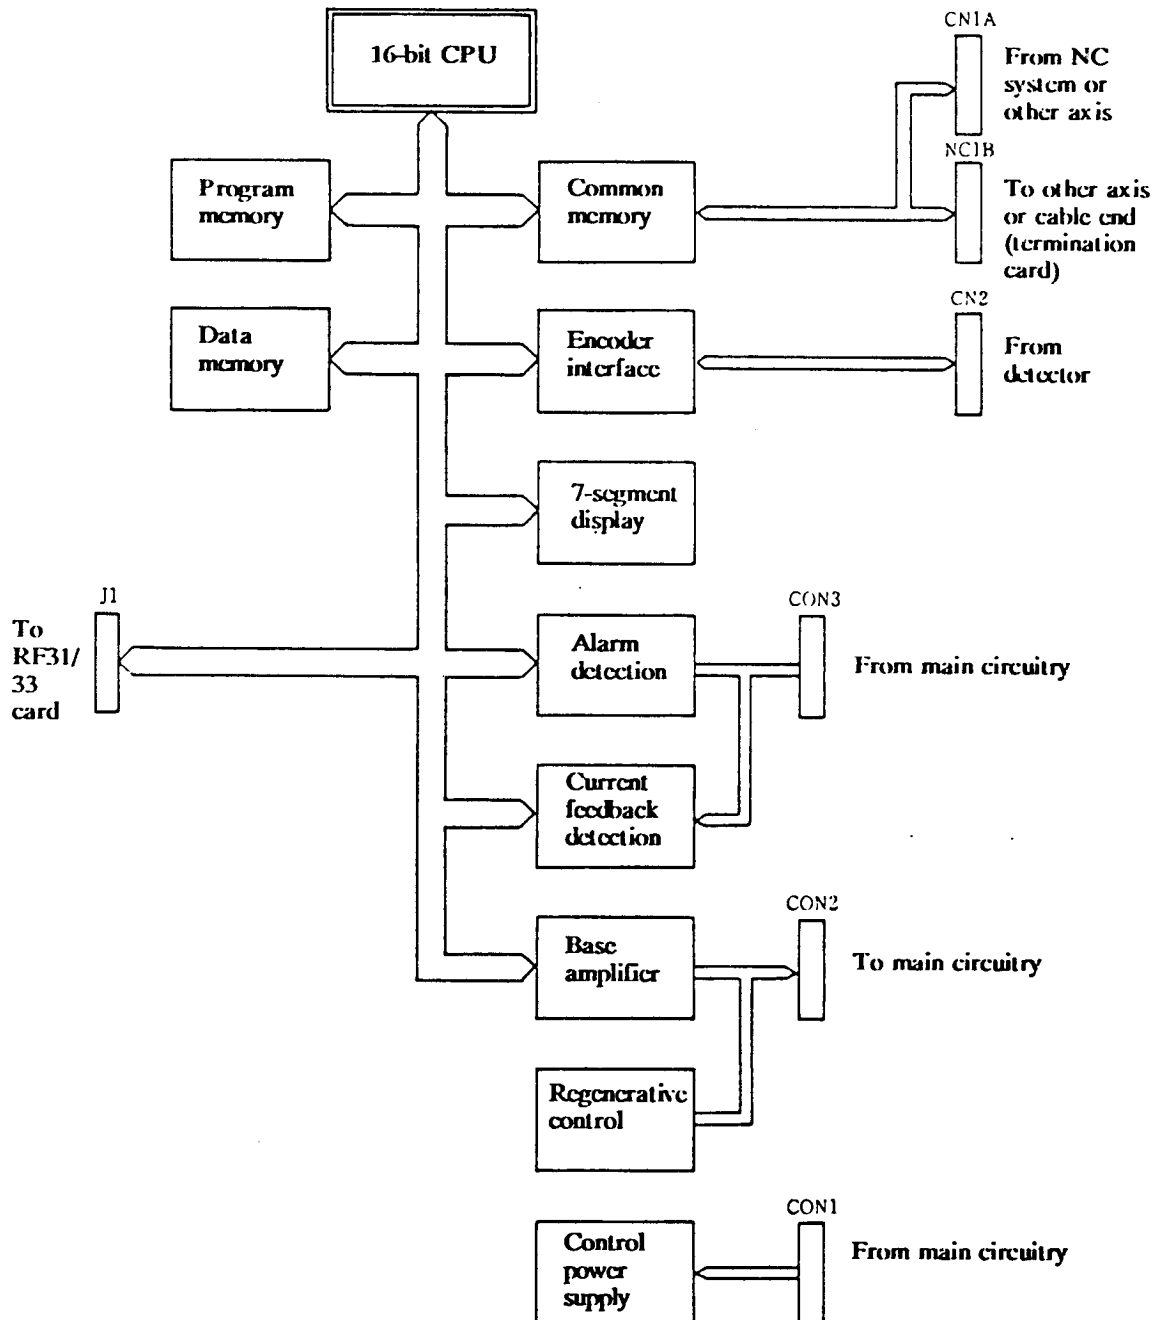 16-bit CPU
CN1A
From NC
system or
other axis
Program
memory
Common
memory
NC1B
To other axis
or cable end
(termination
card)
Data
memory
Encoder
interface
CN2
From
detector
7-segment
display
J1
To
RF31/
33
card
Alarm
detection
CON3
From main circuitry
Current
feedback
detection
Base
amplifier
CON2
To main circuitry
Regenerative
control
Control
power
supply
CON1
From main circuitry